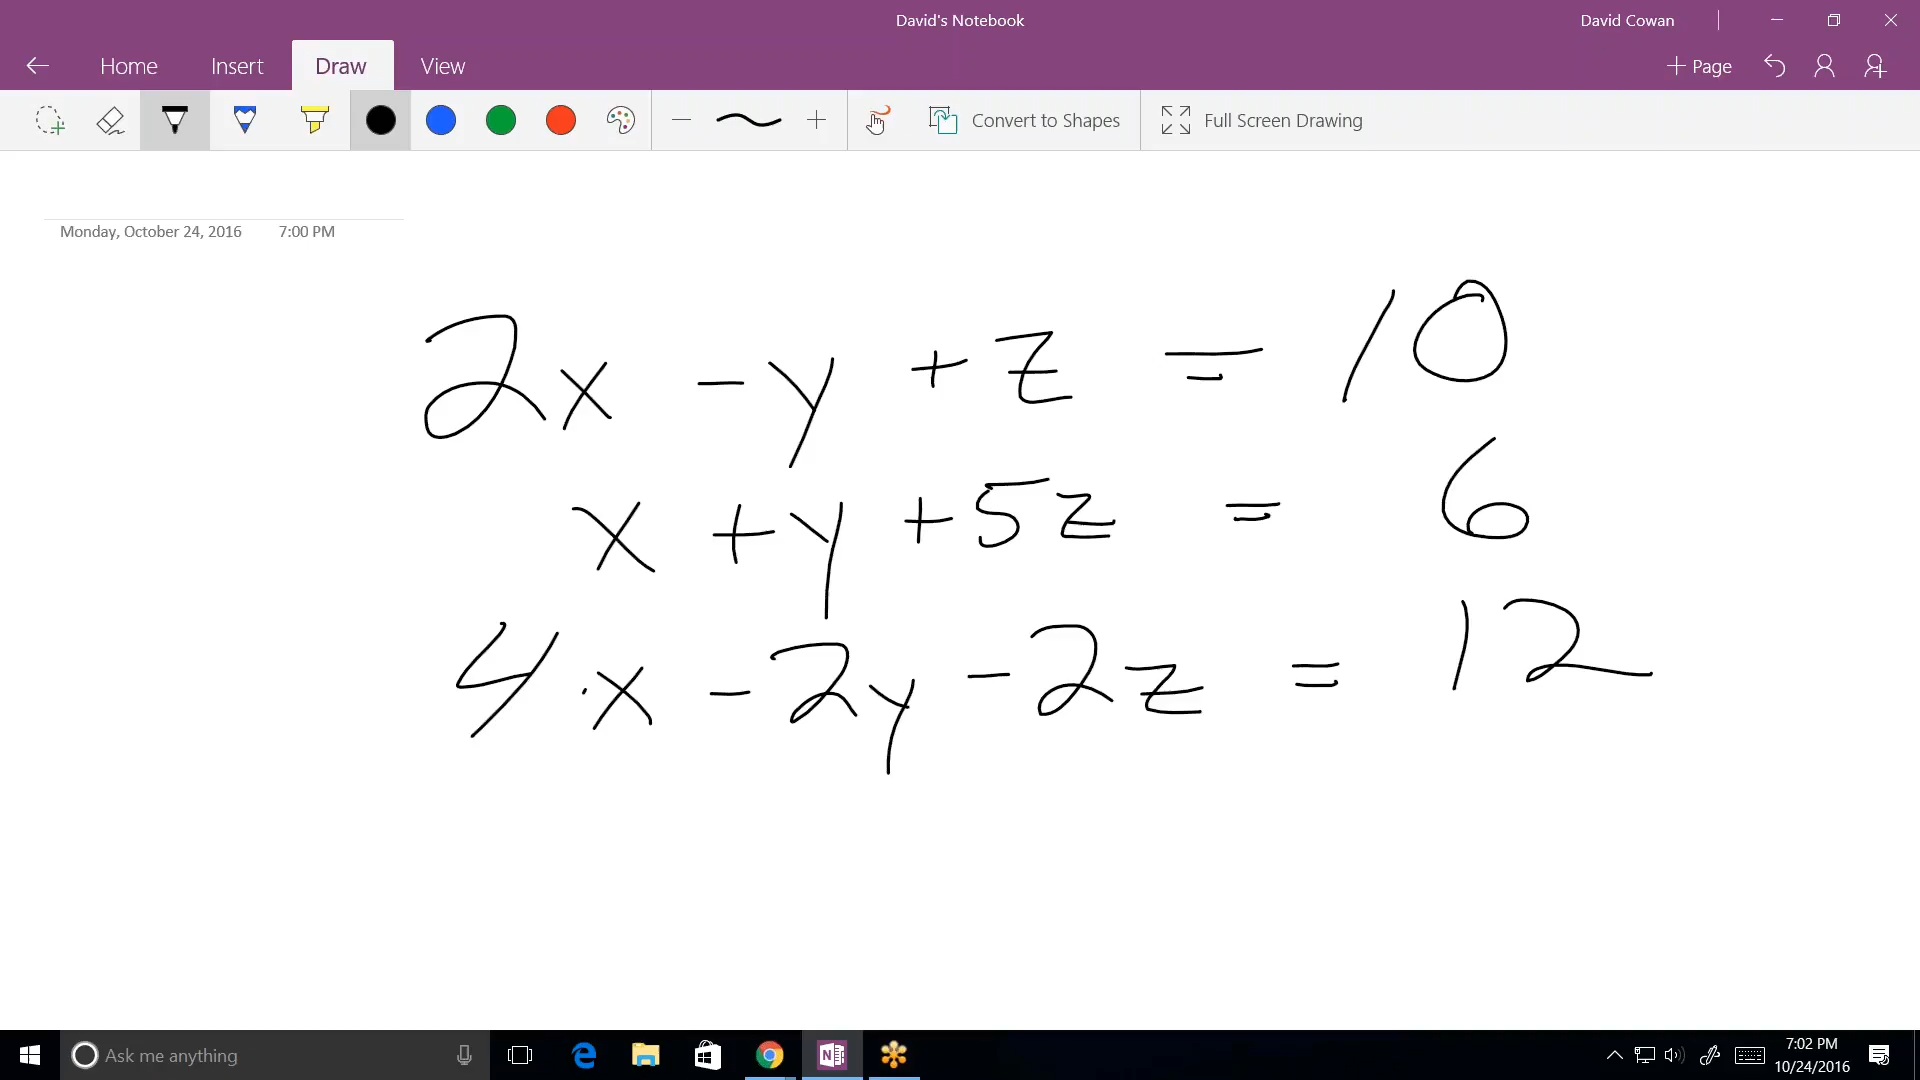 David's Notebook
David Cowan
Home Insert Draw View
Page
Convert to Shapes
Full Screen Drawing
Monday, October 24, 2016 7:00 PM
2x - y + z = 10
x + y + 5z = 6
4x - 2y - 2z = 12
Ask me anything
7:02 PM
10/24/2016